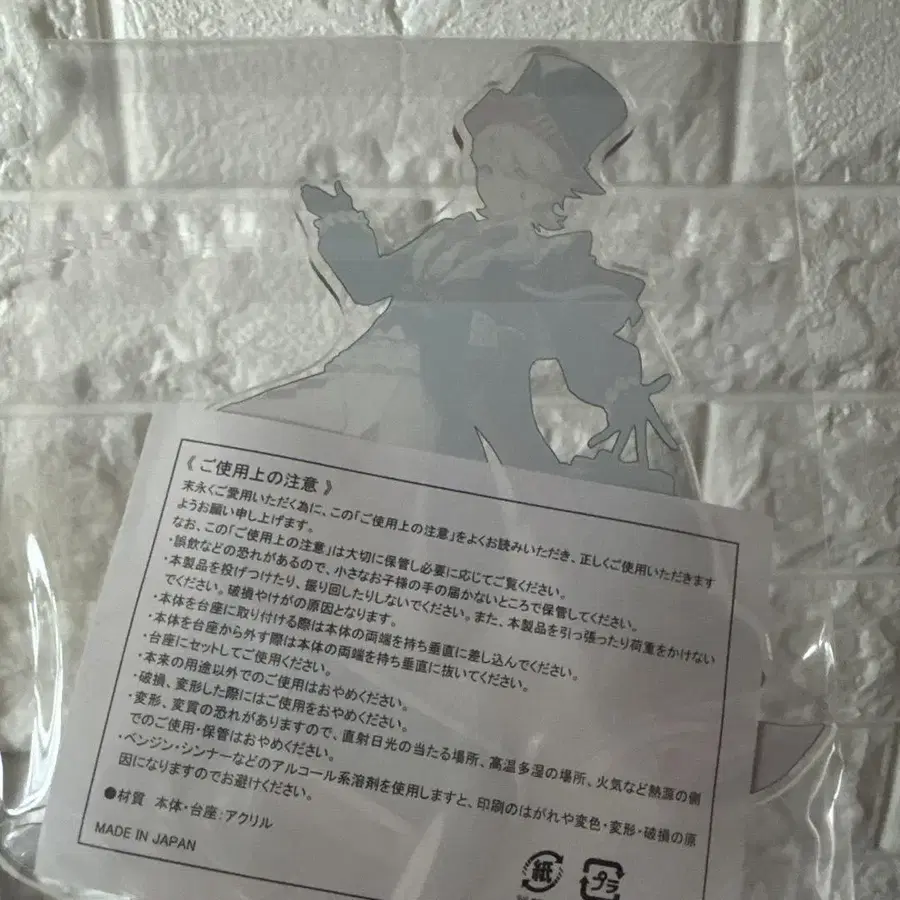 《 ご使用上の注意 》
末永くご愛用いただく為に、この「ご使用上の注意」をよくお読みいただき、正しくご使用いただきます
ようお願い申し上げます。
なお、この「ご使用上の注意」は大切に保管し必要に応じてご覧ください。
・誤飲などの恐れがあるので、小さなお子様の手の届かないところで保管してください。
・本製品を投げつけたり、振り回したりしないでください。また、本製品を引っ張ったり荷重をかけない
でください。破損やけがの原因となります。
・本体を台座に取り付ける際は本体の両端を持ち垂直に差し込んでください。
・本体を台座から外す際は本体の両端を持ち垂直に抜いてください。
・台座にセットしてご使用ください。
・本来の用途以外でのご使用はおやめください。
・破損、変形した際にはご使用をおやめください。
・変形、変質の恐れがありますので、直射日光の当たる場所、高温多湿の場所、火気など熱源の側
でのご使用・保管はおやめください。
・ベンジン・シンナーなどのアルコール系溶剤を使用しますと、印刷のはがれや変色・変形・破損の原
因になりますのでお避けください。
●材質 本体・台座：アクリル
MADE IN JAPAN
紙 プラ